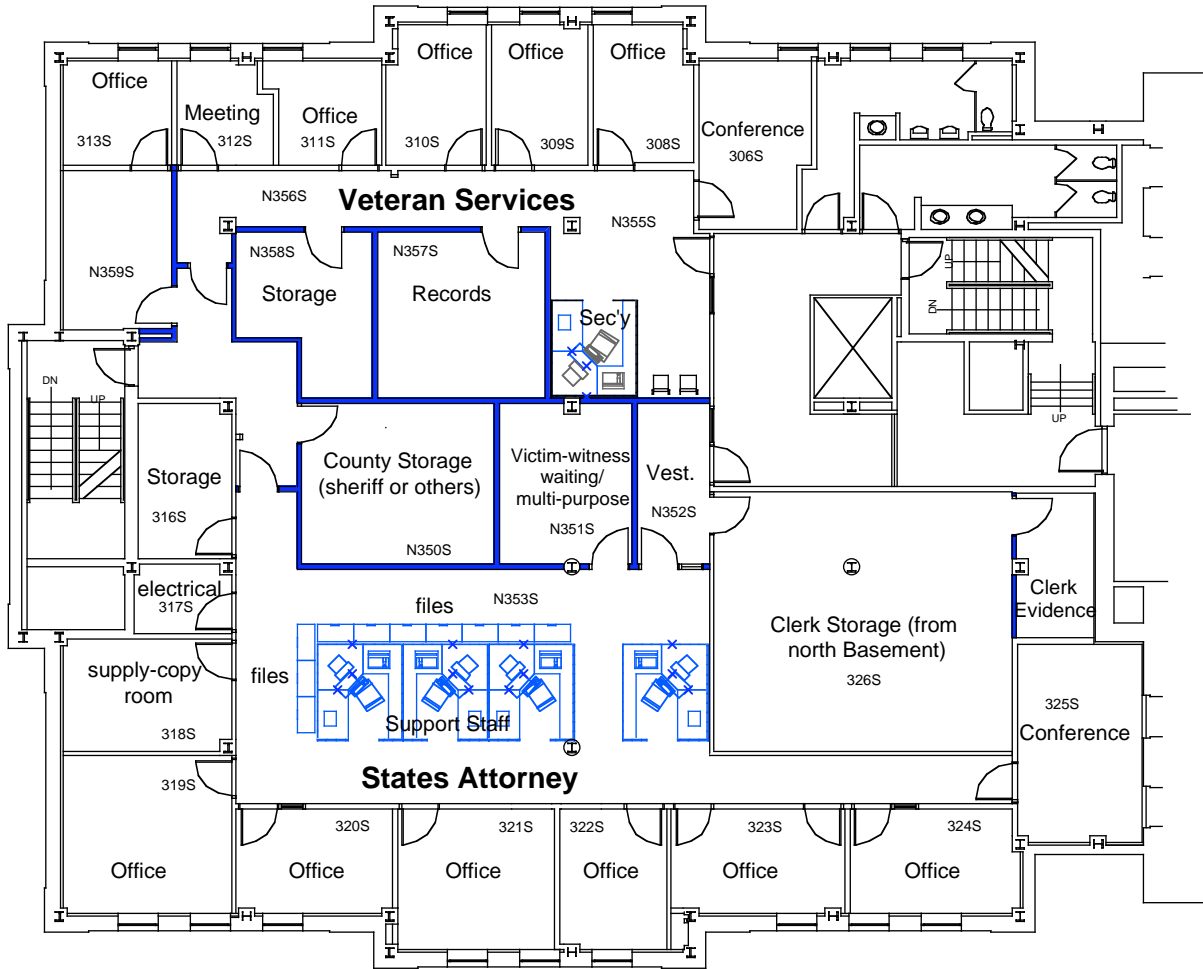 Office
Office
Office
Office
313S
Meeting
312S
Office
311S
310S
309S
308S
Conference
306S
N356S
Veteran Services
N355S
N359S
N358S
Storage
N357S
Records
Sec'y
UP
DN
DN
UP
UP
Storage
316S
County Storage
(sheriff or others)
N350S
Victim-witness
waiting/
multi-purpose
N351S
Vest.
N352S
electrical
317S
files
N353S
Clerk
Evidence
Clerk Storage (from
north Basement)
326S
supply-copy
room
318S
files
Support Staff
325S
Conference
States Attorney
319S
Office
320S
Office
321S
Office
322S
Office
323S
Office
324S
Office